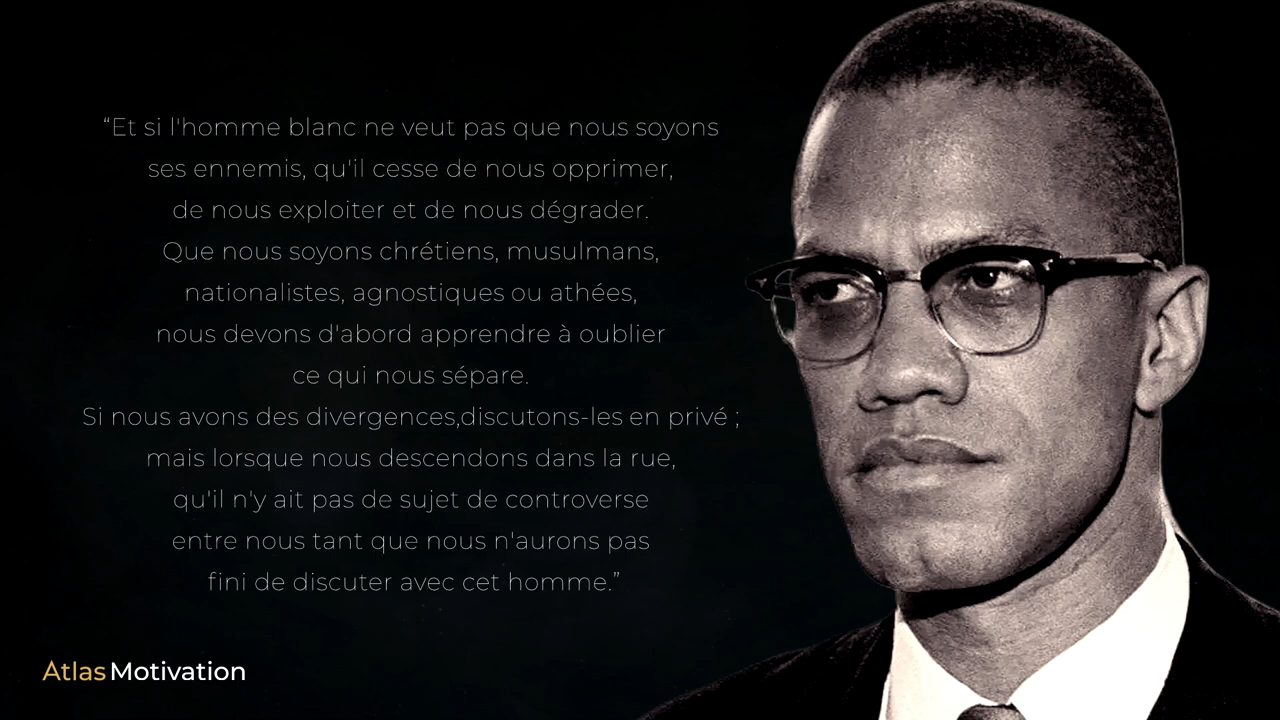 “Et si l'homme blanc ne veut pas que nous soyons
ses ennemis, qu'il cesse de nous opprimer,
de nous exploiter et de nous dégrader.
Que nous soyons chrétiens, musulmans,
nationalistes, agnostiques ou athées,
nous devons d'abord apprendre à oublier
ce qui nous sépare.
Si nous avons des divergences,discutons-les en privé ;
mais lorsque nous descendons dans la rue,
qu'il n'y ait pas de sujet de controverse
entre nous tant que nous n'aurons pas
fini de discuter avec cet homme.”
Atlas Motivation